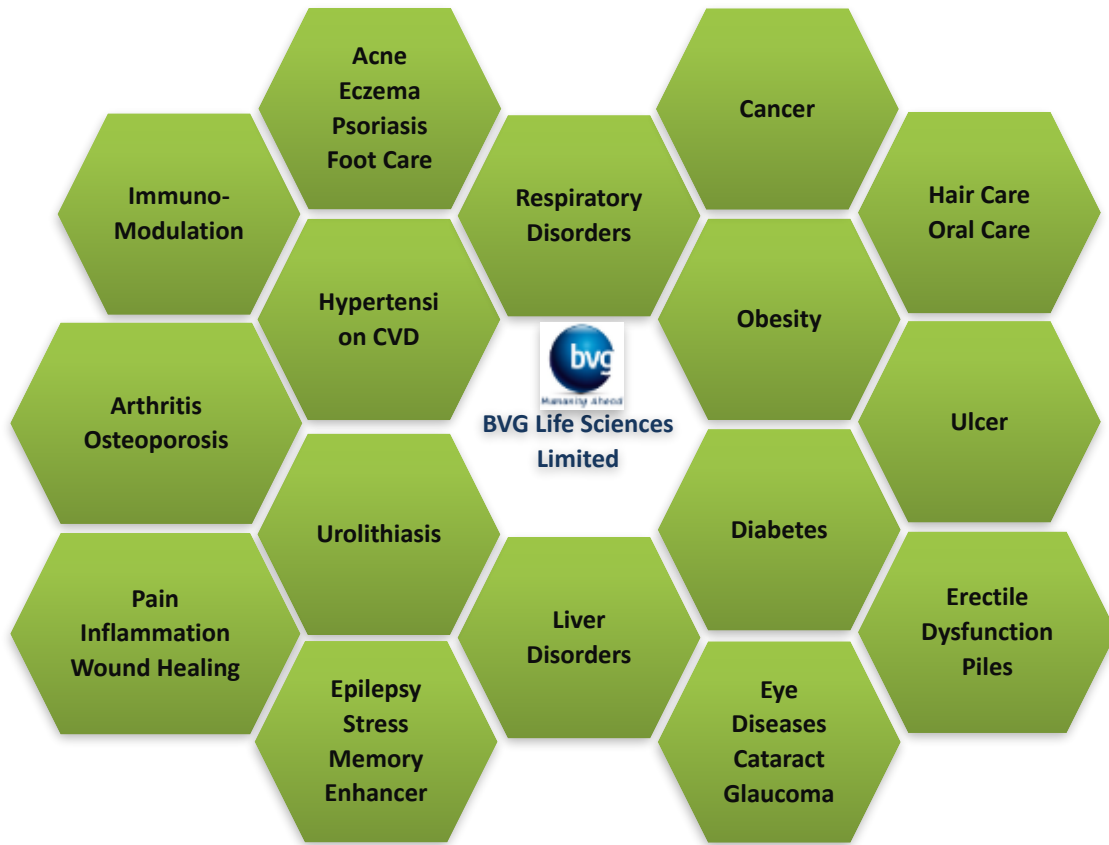 Acne
Eczema
Psoriasis
Foot Care
Cancer
Immuno-
Modulation
Respiratory
Disorders
Hair Care
Oral Care
Hypertensi
on CVD
Obesity
bvg
Humanity Ahead
BVG Life Sciences
Limited
Arthritis
Osteoporosis
Ulcer
Urolithiasis
Diabetes
Pain
Inflammation
Wound Healing
Liver
Disorders
Erectile
Dysfunction
Piles
Epilepsy
Stress
Memory
Enhancer
Eye
Diseases
Cataract
Glaucoma